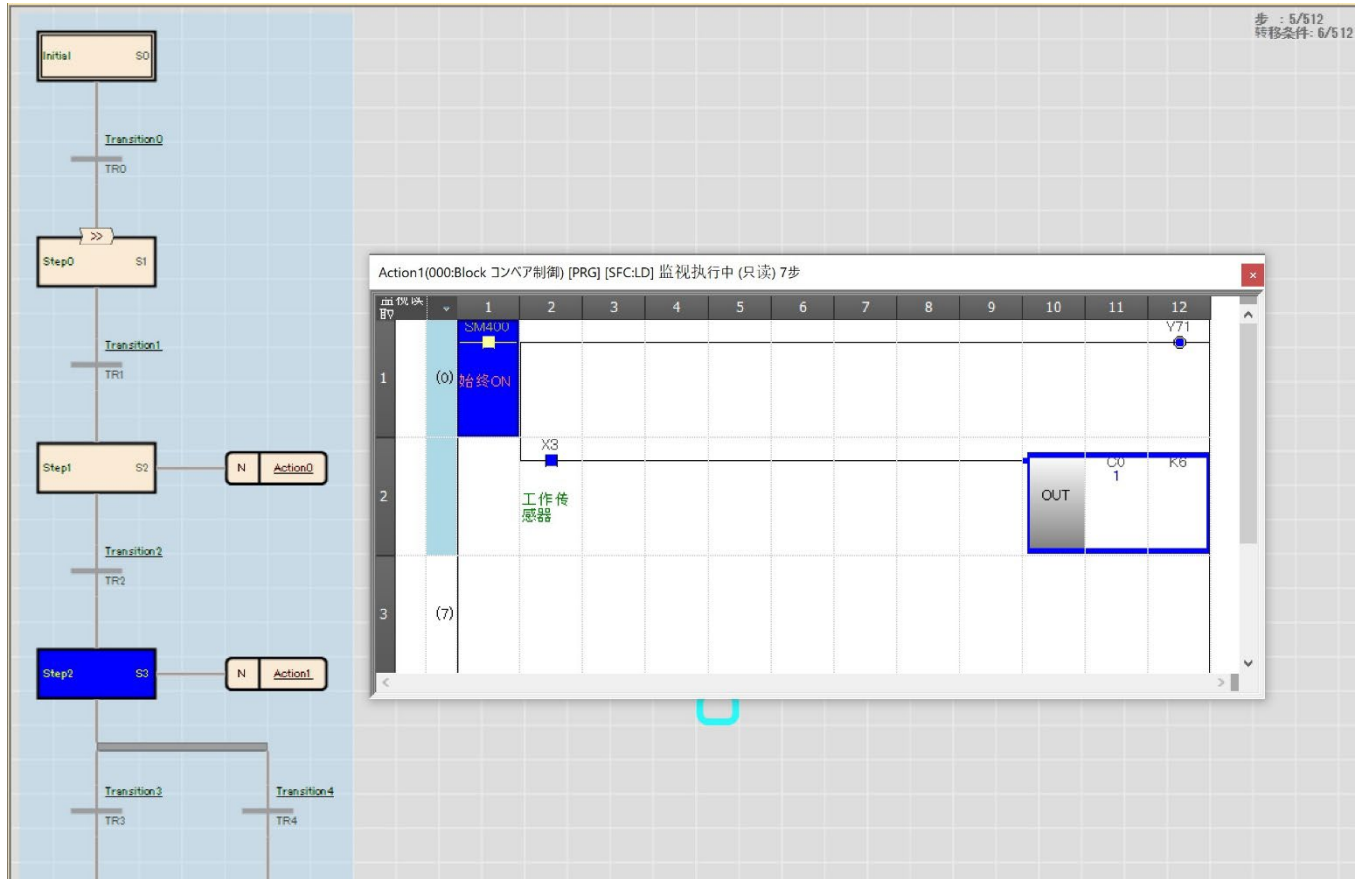 步 : 5/512
转移条件: 6/512
Initial S0
Transition0
TR0
>>
Step0 S1
Transition1
TR1
Step1 S2 N Action0
Transition2
TR2
Step2 S3 N Action1
Transition3 Transition4
TR3 TR4
Action1(000:Block コンベア制御) [PRG] [SFC:LD] 监视执行中 (只读) 7步
1 2 3 4 5 6 7 8 9 10 11 12
SM400 Y71
1 (0) 始终ON
X3 C0 K6
1
2 工作传 OUT
感器
3 (7)